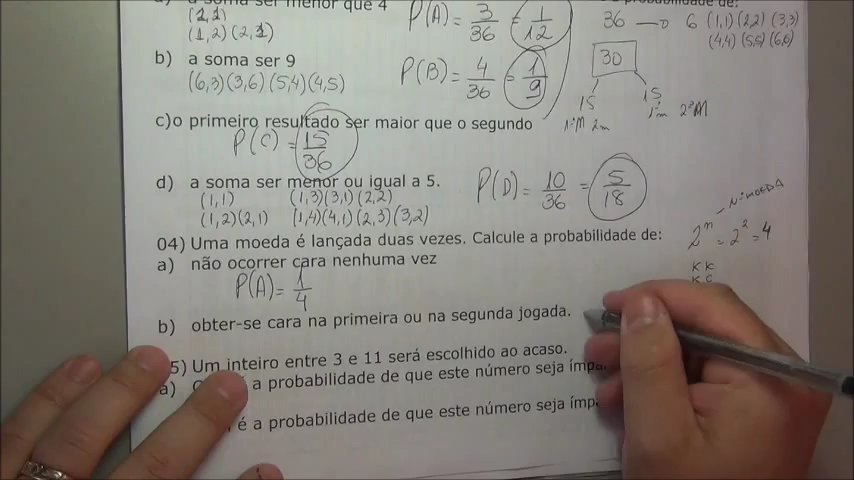 a soma ser menor que 4
(1,1)
(1,2) (2,1)
P(A) = 3/36 = 1/12
36 → 6 (1,1) (2,2) (3,3)
(4,4) (5,5) (6,6)
30
15 15
1ºM 2m 1ºm 2ºM
b) a soma ser 9
(6,3) (3,6) (5,4) (4,5)
P(B) = 4/36 = 1/9
c)o primeiro resultado ser maior que o segundo
P(C) = 15/36
d) a soma ser menor ou igual a 5.
(1,1) (1,3) (3,1) (2,2)
(1,2) (2,1) (1,4) (4,1) (2,3) (3,2)
P(D) = 10/36 = 5/18
04) Uma moeda é lançada duas vezes. Calcule a probabilidade de:
Nº MOEDA
2ⁿ = 2² = 4
a) não ocorrer cara nenhuma vez
P(A) = 1/4
KK
KC
b) obter-se cara na primeira ou na segunda jogada.
5) Um inteiro entre 3 e 11 será escolhido ao acaso.
a) é a probabilidade de que este número seja ímpa
é a probabilidade de que este número seja ímpa